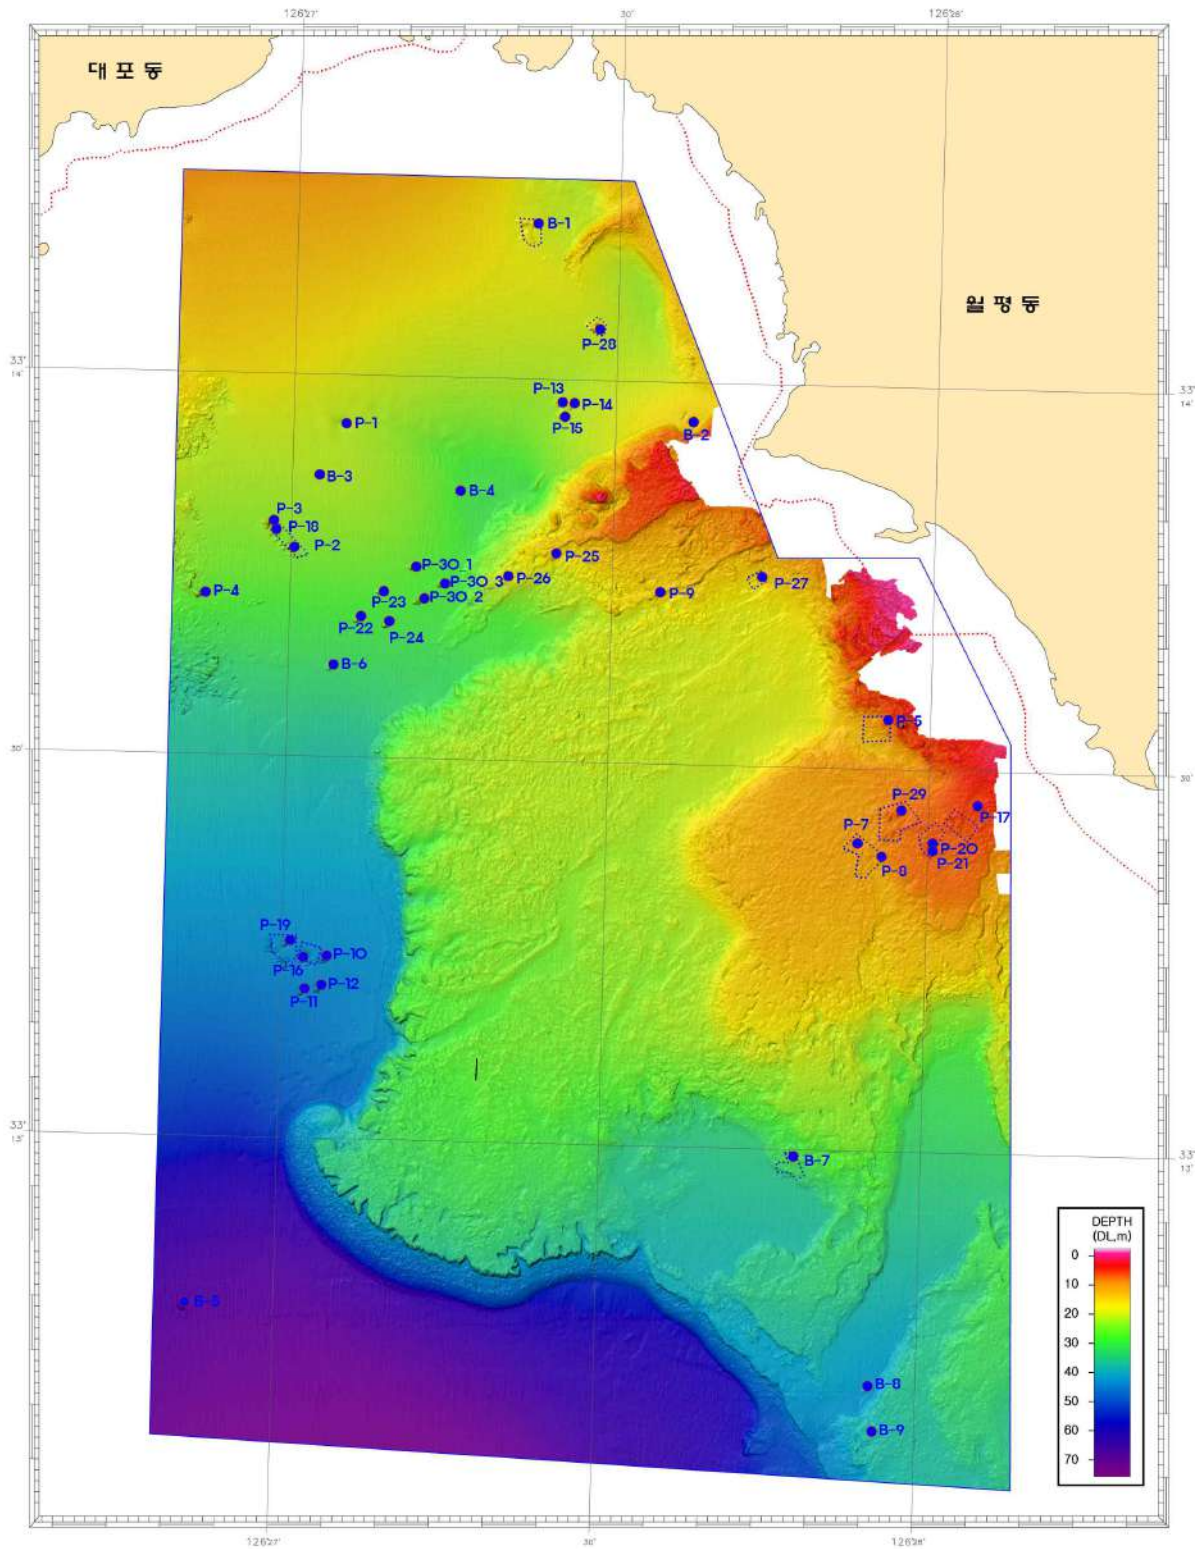 126°27' 30" 126°28'
대포동
B-1
월평동
P-28
33° 14'
33° 14'
P-13
P-14
P-15
P-1
B-2
B-3
B-4
P-3
P-18
P-2
P-25
P-30_1
P-26
P-30_3
P-27
P-4
P-23
P-30_2
P-9
P-22
P-24
B-6
P-5
30"
30"
P-29
P-17
P-7
P-20
P-21
P-8
P-19
P-10
P-16
P-12
P-11
33° 13'
33° 13'
B-7
DEPTH
(DL,m)
0
10
20
30
40
50
60
70
B-5
B-8
B-9
126°27' 30" 126°28'